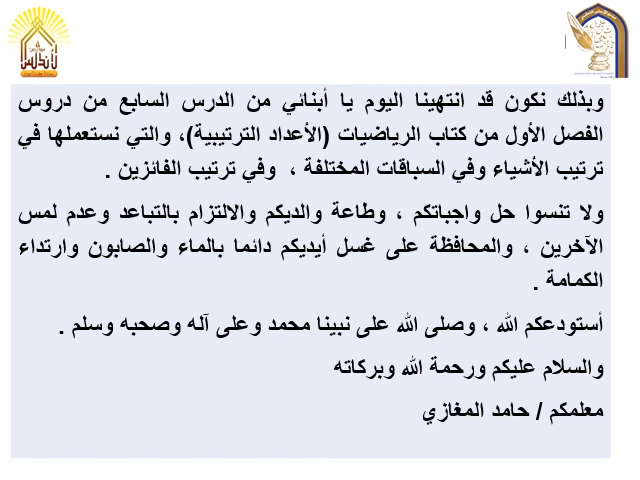 وبذلك نكون قد انتهينا اليوم يا أبنائي من الدرس السابع من دروس
الفصل الأول من كتاب الرياضيات (الأعداد الترتيبية)، والتي نستعملها في
ترتيب الأشياء وفي السباقات المختلفة ، وفي ترتيب الفائزين .
ولا تنسوا حل واجباتكم ، وطاعة والديكم والالتزام بالتباعد وعدم لمس
الآخرين ، والمحافظة على غسل أيديكم دائما بالماء والصابون وارتداء
الكمامة .
أستودعكم الله ، وصلى الله على نبينا محمد وعلى آله وصحبه وسلم .
والسلام عليكم ورحمة الله وبركاته
معلمكم / حامد المغازي